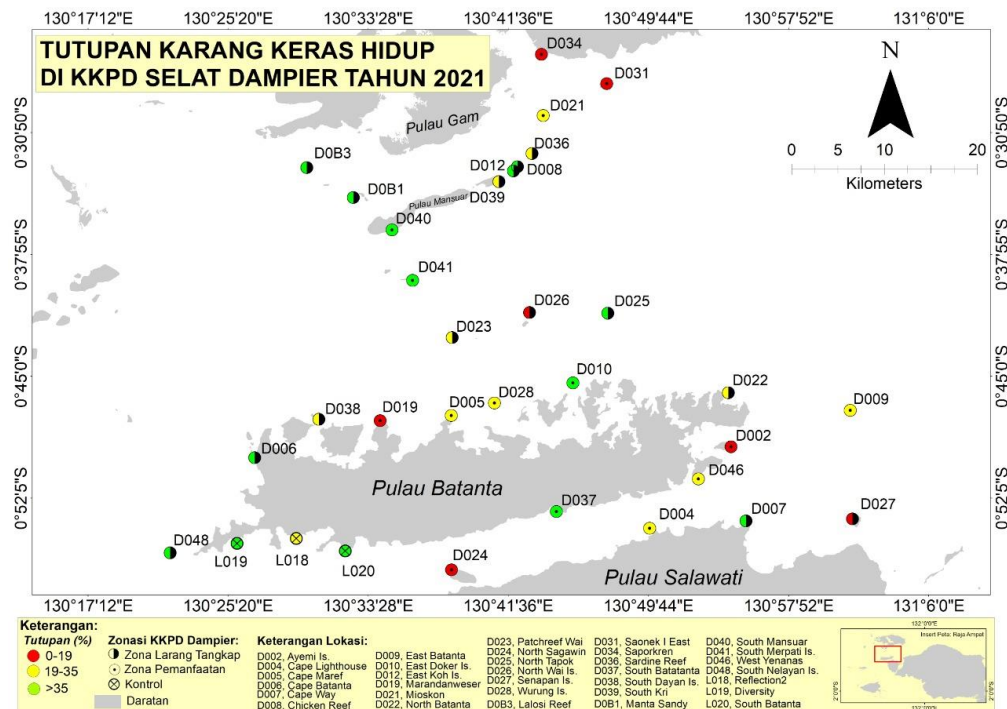 130°17'12"E 130°25'20"E 130°33'28"E 130°41'36"E 130°49'44"E 130°57'52"E 131°6'0"E
TUTUPAN KARANG KERAS HIDUP
DI KKPD SELAT DAMPIER TAHUN 2021
D034
N
D031
D021
Pulau Gam
0°30'50"S
0°30'50"S
D036
D0B3
D012
D008
0 5 10 20
Kilometers
D0B1
Pulau Mansuar
D039
D040
0°37'55"S
0°37'55"S
D041
D026
D025
D023
0°45'0"S
0°45'0"S
D010
D022
D028
D005
D009
D038
D019
D002
D006
D046
Pulau Batanta
0°52'5"S
0°52'5"S
D037
D007
D027
D004
D048
L019
L018
L020
D024
Pulau Salawati
130°17'12"E 130°25'20"E 130°33'28"E 130°41'36"E 130°49'44"E 130°57'52"E 131°6'0"E
Keterangan:
Tutupan (%)
0-19
19-35
>35
Zonasi KKPD Dampier:
Zona Larang Tangkap
Zona Pemanfaatan
Kontrol
Daratan
Keterangan Lokasi:
D002, Ayemi Is.
D004, Cape Lighthouse
D005, Cape Maref
D006, Cape Batanta
D007, Cape Way
D008, Chicken Reef
D009, East Batanta
D010, East Doker Is.
D012, East Koh Is.
D019, Marandanweser
D021, Mioskon
D022, North Batanta
D023, Patchreef Wai
D024, North Sagawin
D025, North Tapok
D026, North Wai Is.
D027, Senapan Is.
D028, Wurung Is.
D0B3, Lalosi Reef
D031, Saonek I East
D034, Saporkren
D036, Sardine Reef
D037, South Batatanta
D038, South Dayan Is.
D039, South Kri
D0B1, Manta Sandy
D040, South Mansuar
D041, South Merpati Is.
D046, West Yenanas
D048, South Nelayan Is.
L018, Reflection2
L019, Diversity
L020, South Batanta
132°0'0"E
Insert Peta: Raja Ampat
2°0'0"S
2°0'0"S
132°0'0"E